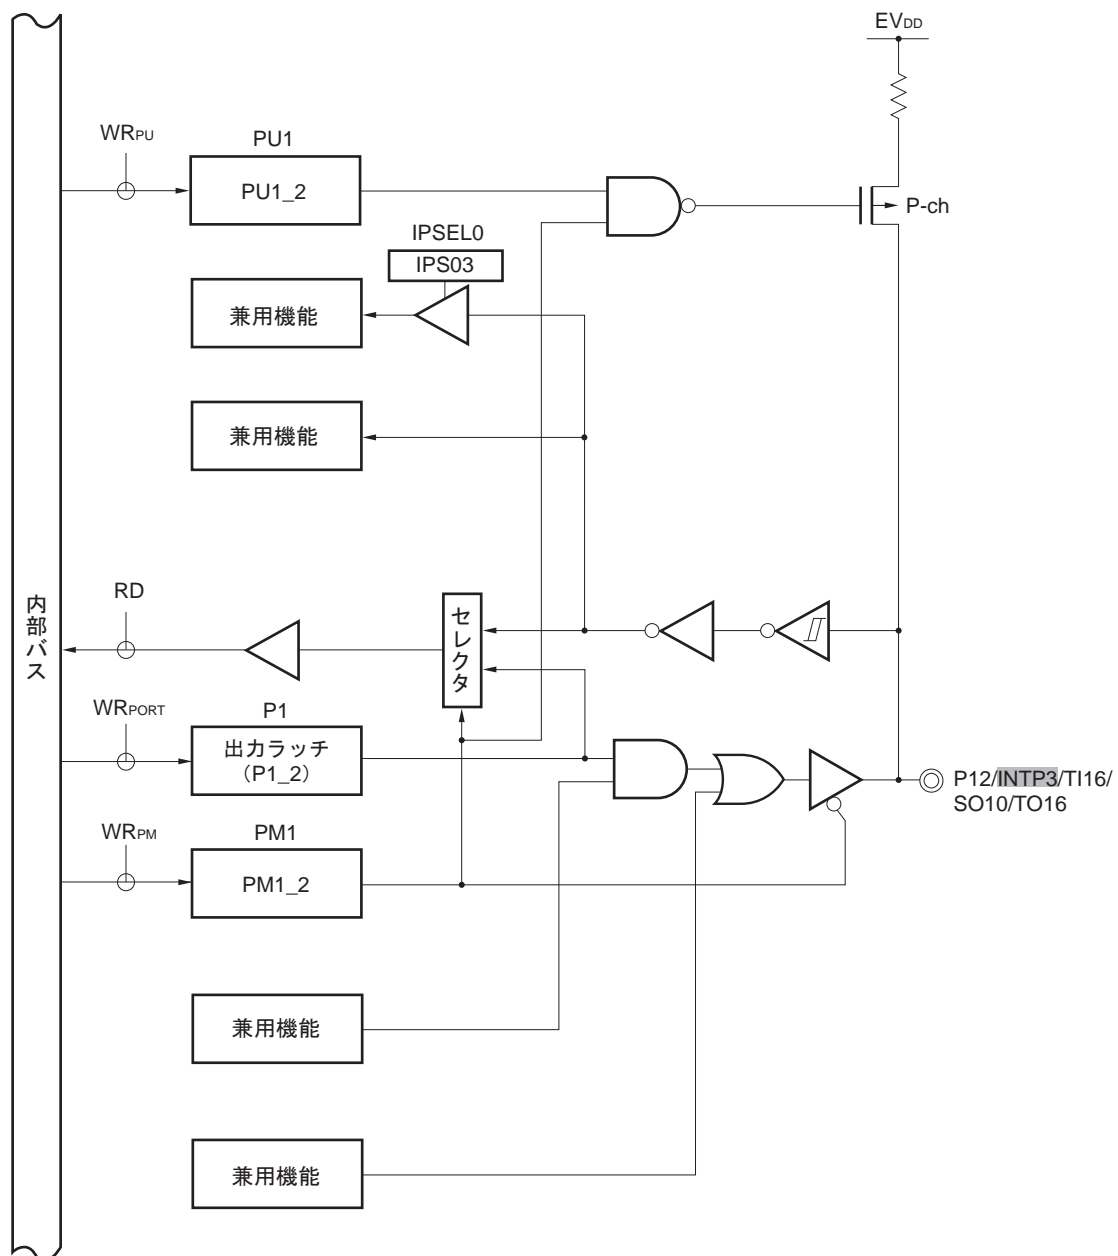 EVDD
WRPU
PU1
PU1_2
P-ch
IPSEL0
IPS03
兼用機能
兼用機能
内部バス
RD
セレクタ
WRPORT
P1
出力ラッチ
(P1_2)
P12/INTP3/TI16/
SO10/TO16
WRPM
PM1
PM1_2
兼用機能
兼用機能